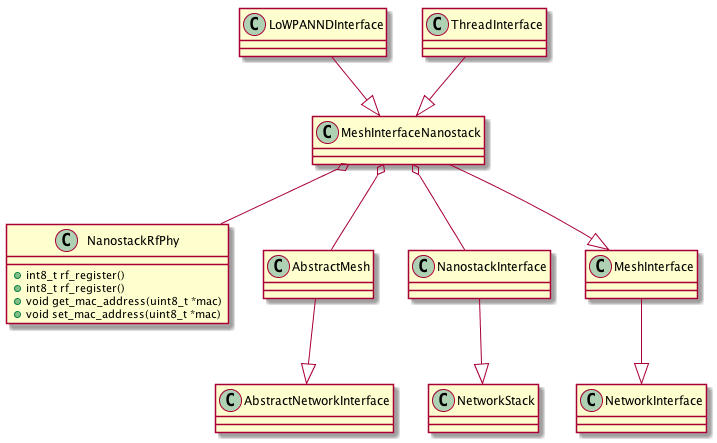 C LoWPANNDInterface
C ThreadInterface
C MeshInterfaceNanostack
C NanostackRfPhy
int8_t rf_register()
int8_t rf_register()
void get_mac_address(uint8_t *mac)
void set_mac_address(uint8_t *mac)
C AbstractMesh
C NanostackInterface
C MeshInterface
C AbstractNetworkInterface
C NetworkStack
C NetworkInterface